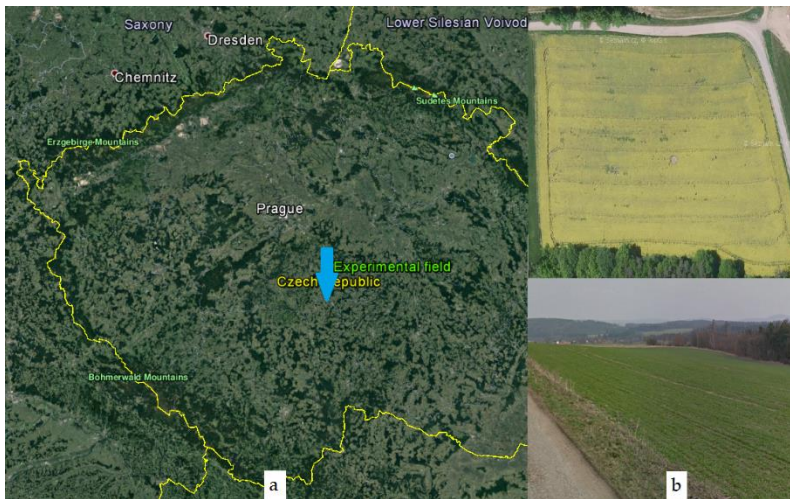 Saxony
Lower Silesian Voivod
Dresden
Chemnitz
Sudetes Mountains
Erzgebirge-Mountains
Prague
Experimental field
Czech Republic
Bohmerwald Mountains
a
b